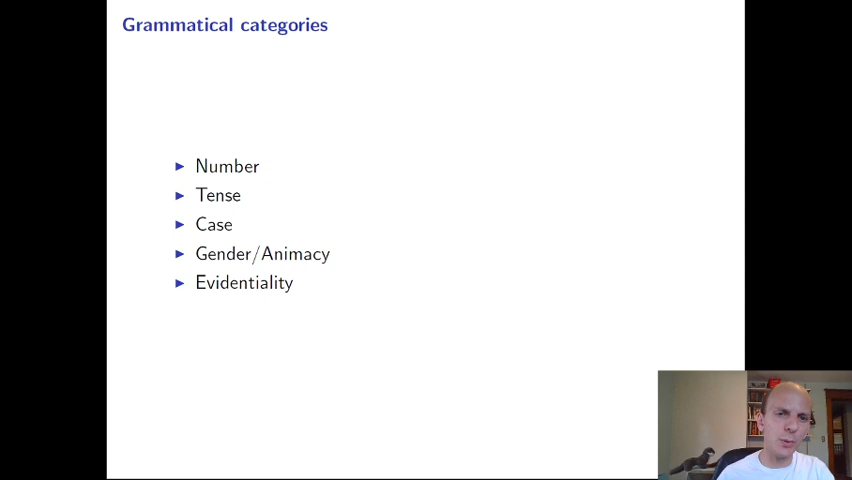 Grammatical categories
Number
Tense
Case
Gender/Animacy
Evidentiality